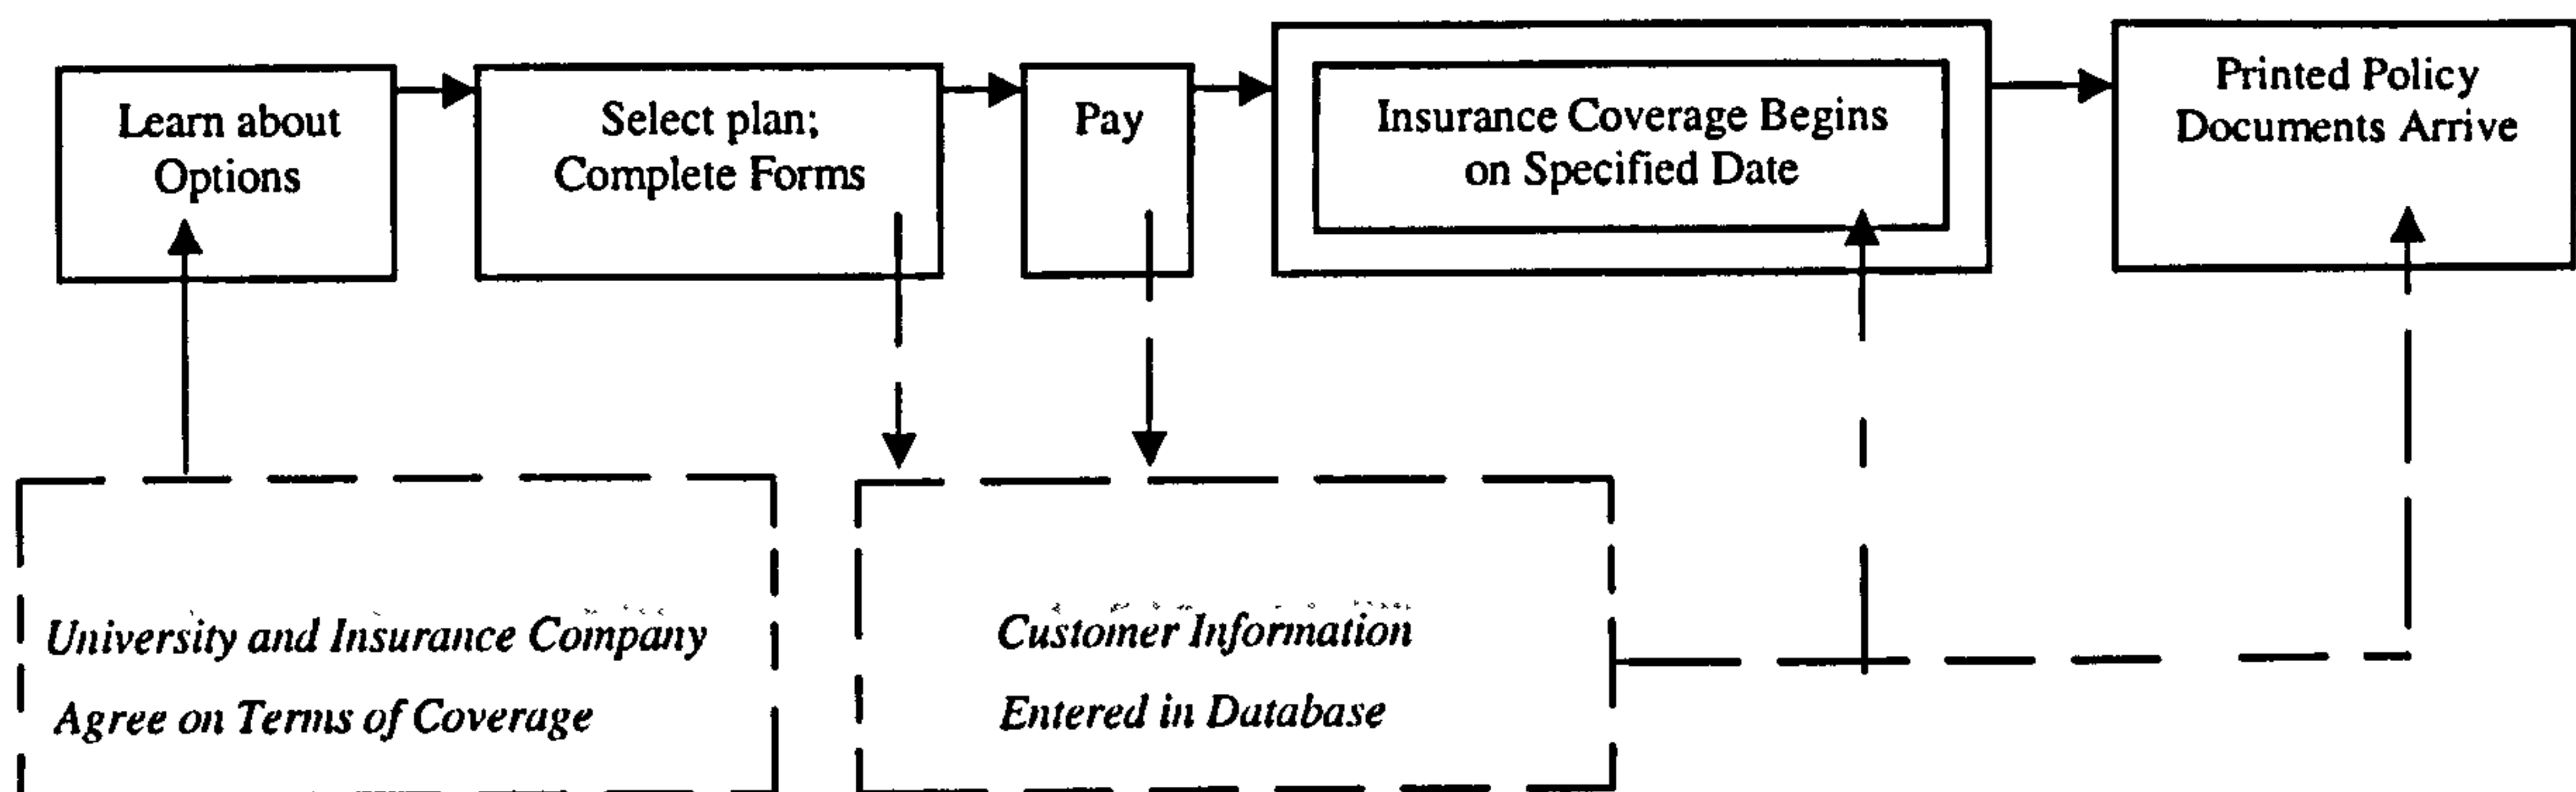 Learn about
Options
Select plan;
Complete Forms
Pay
Insurance Coverage Begins
on Specified Date
Printed Policy
Documents Arrive
University and Insurance Company
Agree on Terms of Coverage
Customer Information
Entered in Database